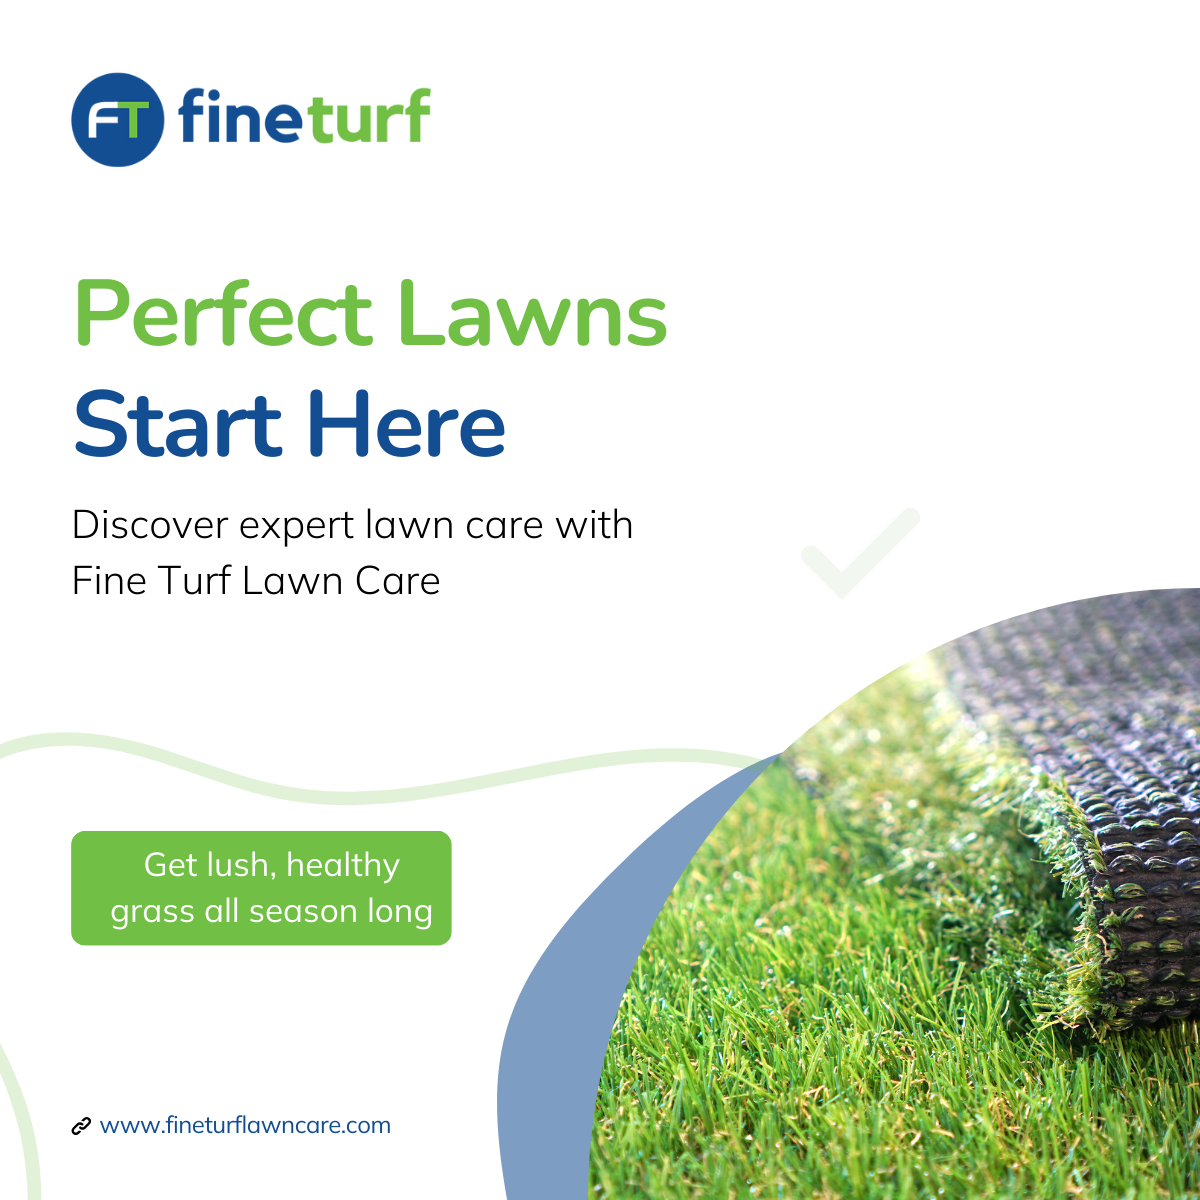 FT fineturf
Perfect Lawns
Start Here
Discover expert lawn care with
Fine Turf Lawn Care
Get lush, healthy
grass all season long
www.fineturflawncare.com